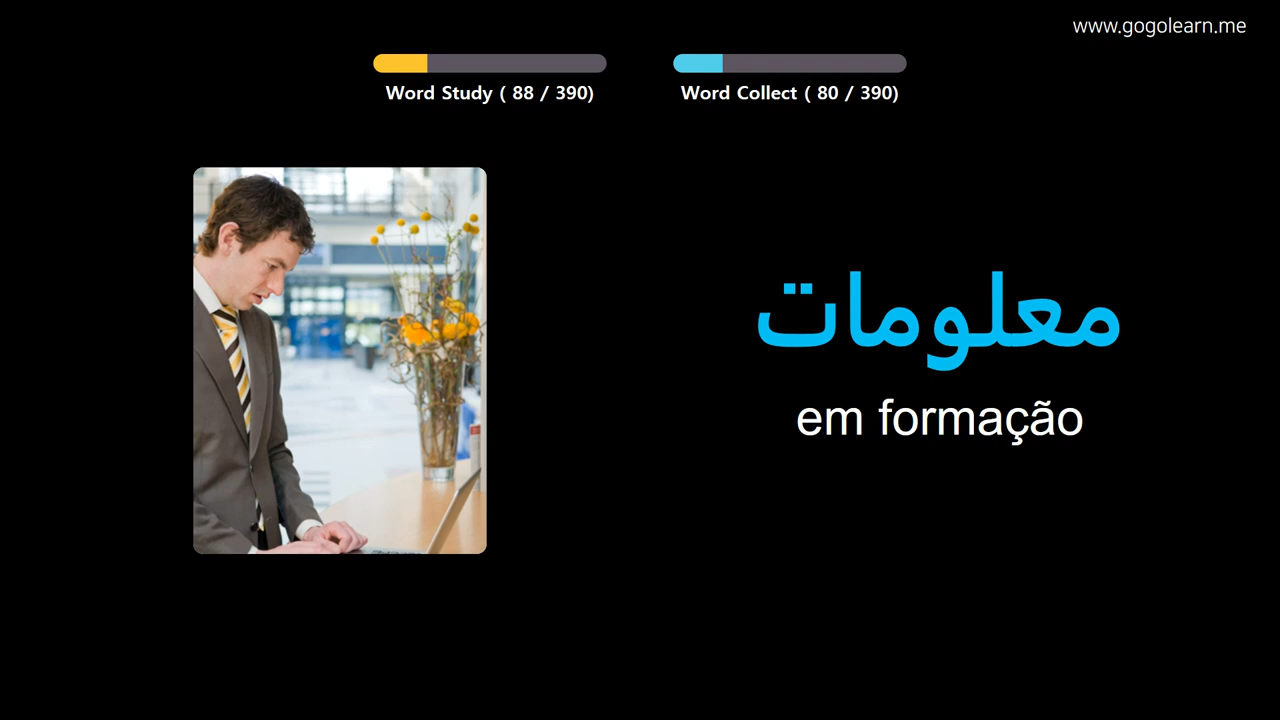 www.gogolearn.me
Word Study ( 88 / 390)
Word Collect ( 80 / 390)
معلومات
em formação